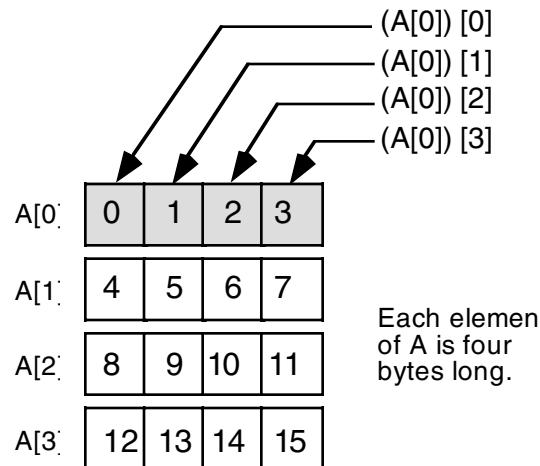 (A[0]) [0]
(A[0]) [1]
(A[0]) [2]
(A[0]) [3]
A[0] 0 1 2 3
A[1] 4 5 6 7
A[2] 8 9 10 11
A[3] 12 13 14 15
Each elemen
of A is four
bytes long.